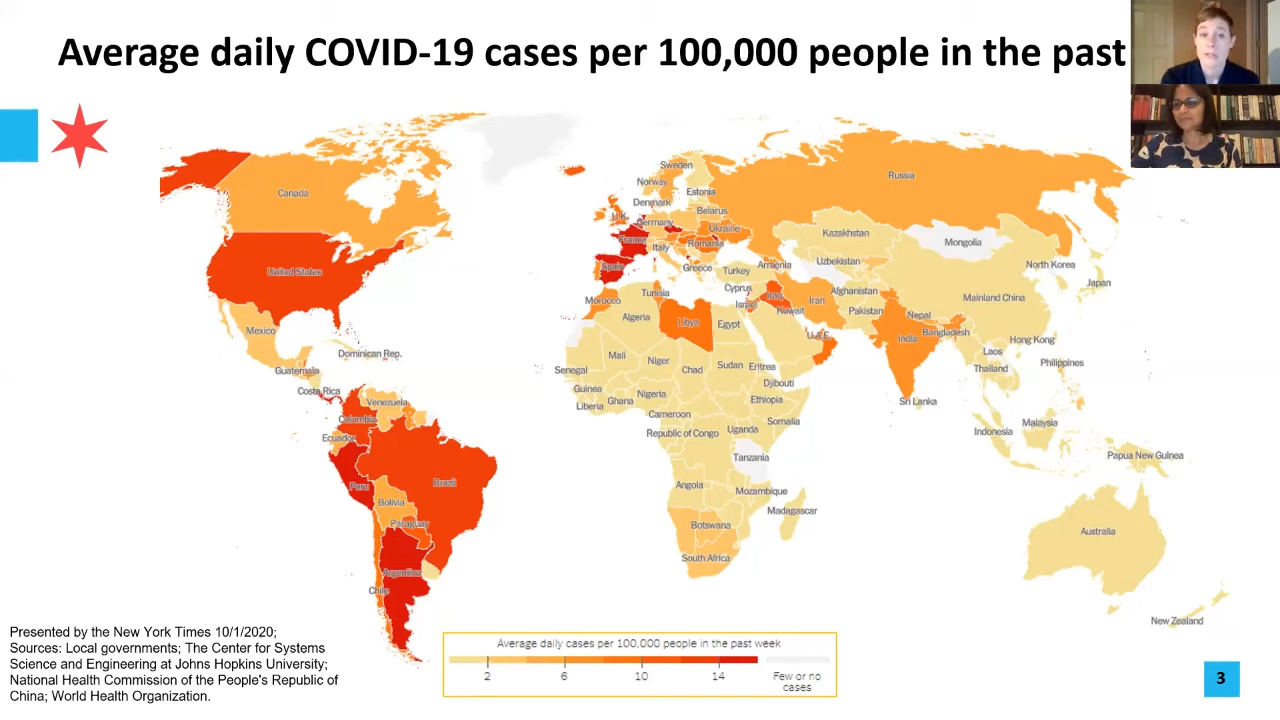 Average daily COVID-19 cases per 100,000 people in the past
Canada
United States
Mexico
Dominican Rep.
Guatemala
Costa Rica
Venezuela
Colombia
Ecuador
Peru
Brazil
Bolivia
Paraguay
Argentina
Chile
Sweden
Norway
Estonia
Denmark
Belarus
U.K.
Germany
Ukraine
France
Romania
Italy
Spain
Greece
Turkey
Armenia
Russia
Kazakhstan
Mongolia
Uzbekistan
North Korea
Japan
Cyprus
Afghanistan
Mainland China
Morocco
Tunisia
Israel
Iraq
Iran
Kuwait
Pakistan
Nepal
Algeria
Libya
Egypt
U.A.E.
India
Bangladesh
Hong Kong
Laos
Thailand
Philippines
Mali
Niger
Chad
Sudan
Eritrea
Senegal
Djibouti
Guinea
Nigeria
Ethiopia
Liberia
Ghana
Sri Lanka
Cameroon
Somalia
Uganda
Republic of Congo
Malaysia
Indonesia
Tanzania
Papua New Guinea
Angola
Mozambique
Madagascar
Botswana
South Africa
Australia
New Zealand
Presented by the New York Times 10/1/2020;
Sources: Local governments; The Center for Systems
Science and Engineering at Johns Hopkins University;
National Health Commission of the People's Republic of
China; World Health Organization.
Average daily cases per 100,000 people in the past week
2 6 10 14 Few or no
cases
3